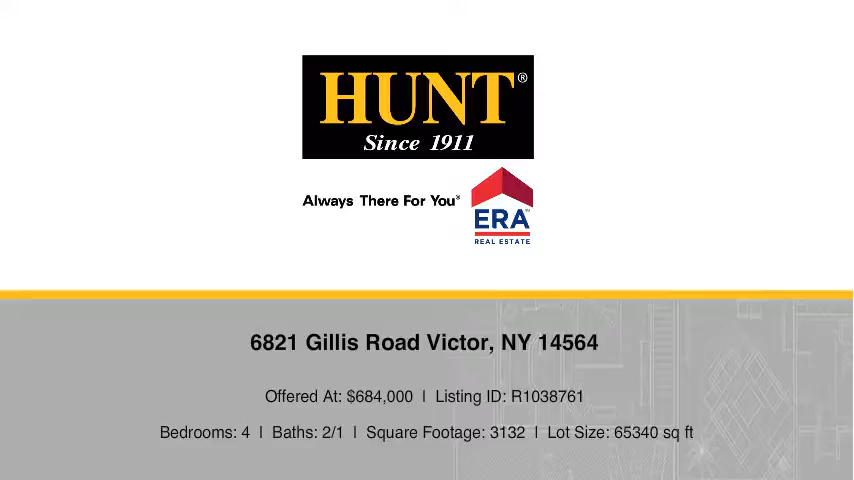 HUNT®
Since 1911
Always There For You®
ERA™
REAL ESTATE
6821 Gillis Road Victor, NY 14564
Offered At: $684,000 | Listing ID: R1038761
Bedrooms: 4 | Baths: 2/1 | Square Footage: 3132 | Lot Size: 65340 sq ft